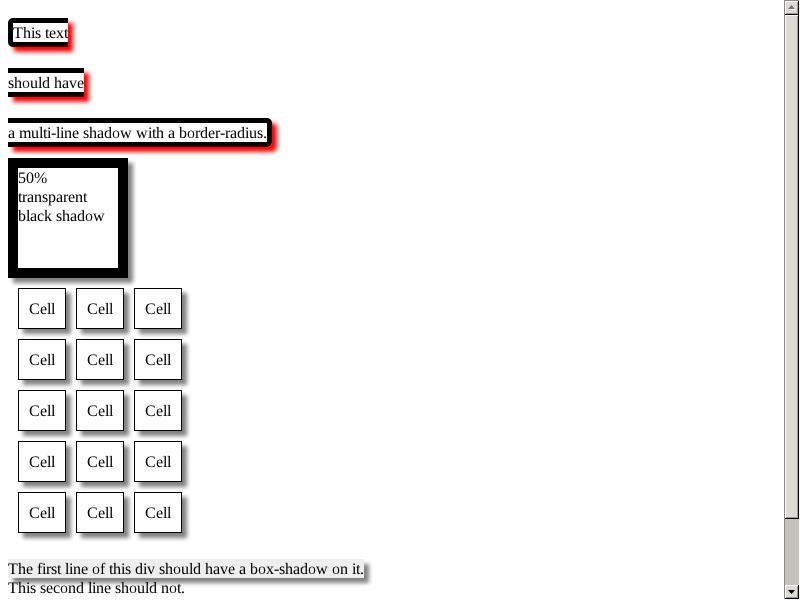 This text
should have
a multi-line shadow with a border-radius.
50%
transparent
black shadow
Cell Cell Cell
Cell Cell Cell
Cell Cell Cell
Cell Cell Cell
Cell Cell Cell
The first line of this div should have a box-shadow on it.
This second line should not.